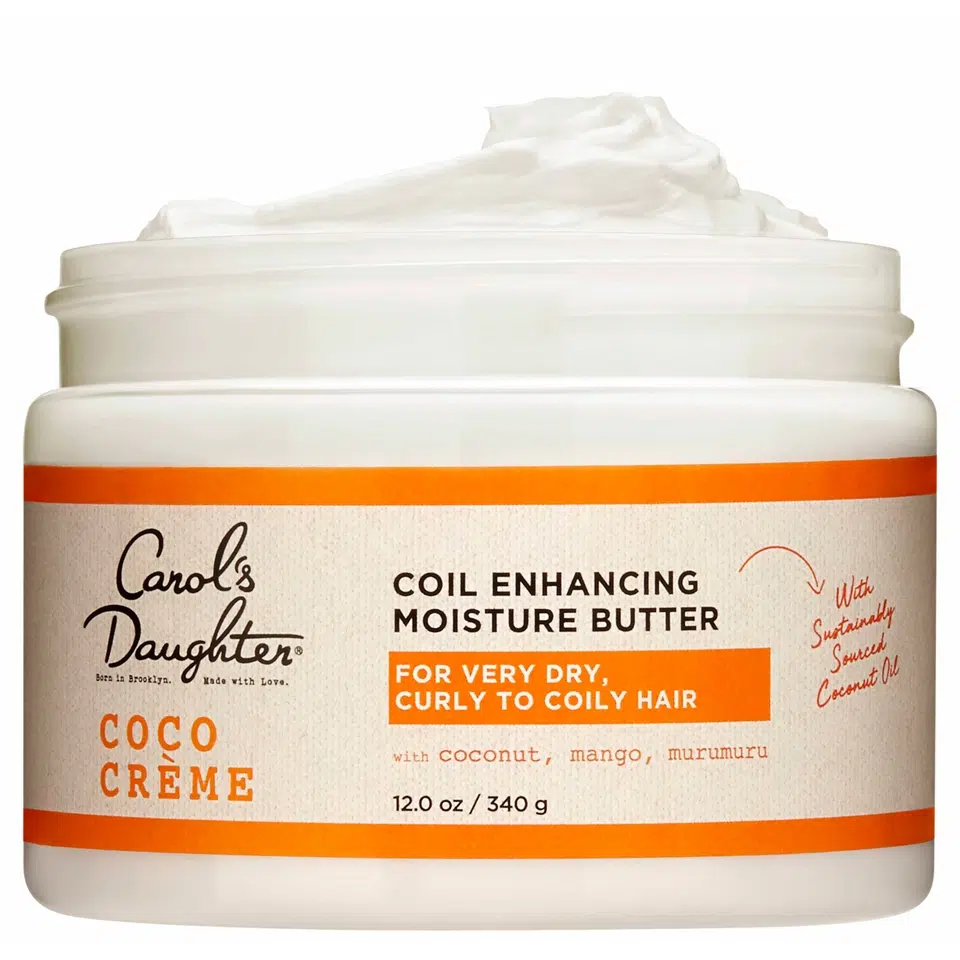 Carol's
Daughter®
Born in Brooklyn. Made with Love.
COCO
CRÈME
COIL ENHANCING
MOISTURE BUTTER
FOR VERY DRY,
CURLY TO COILY HAIR
with coconut, mango, murumuru
12.0 oz / 340 g
With
Sustainably
Sourced
Coconut Oil